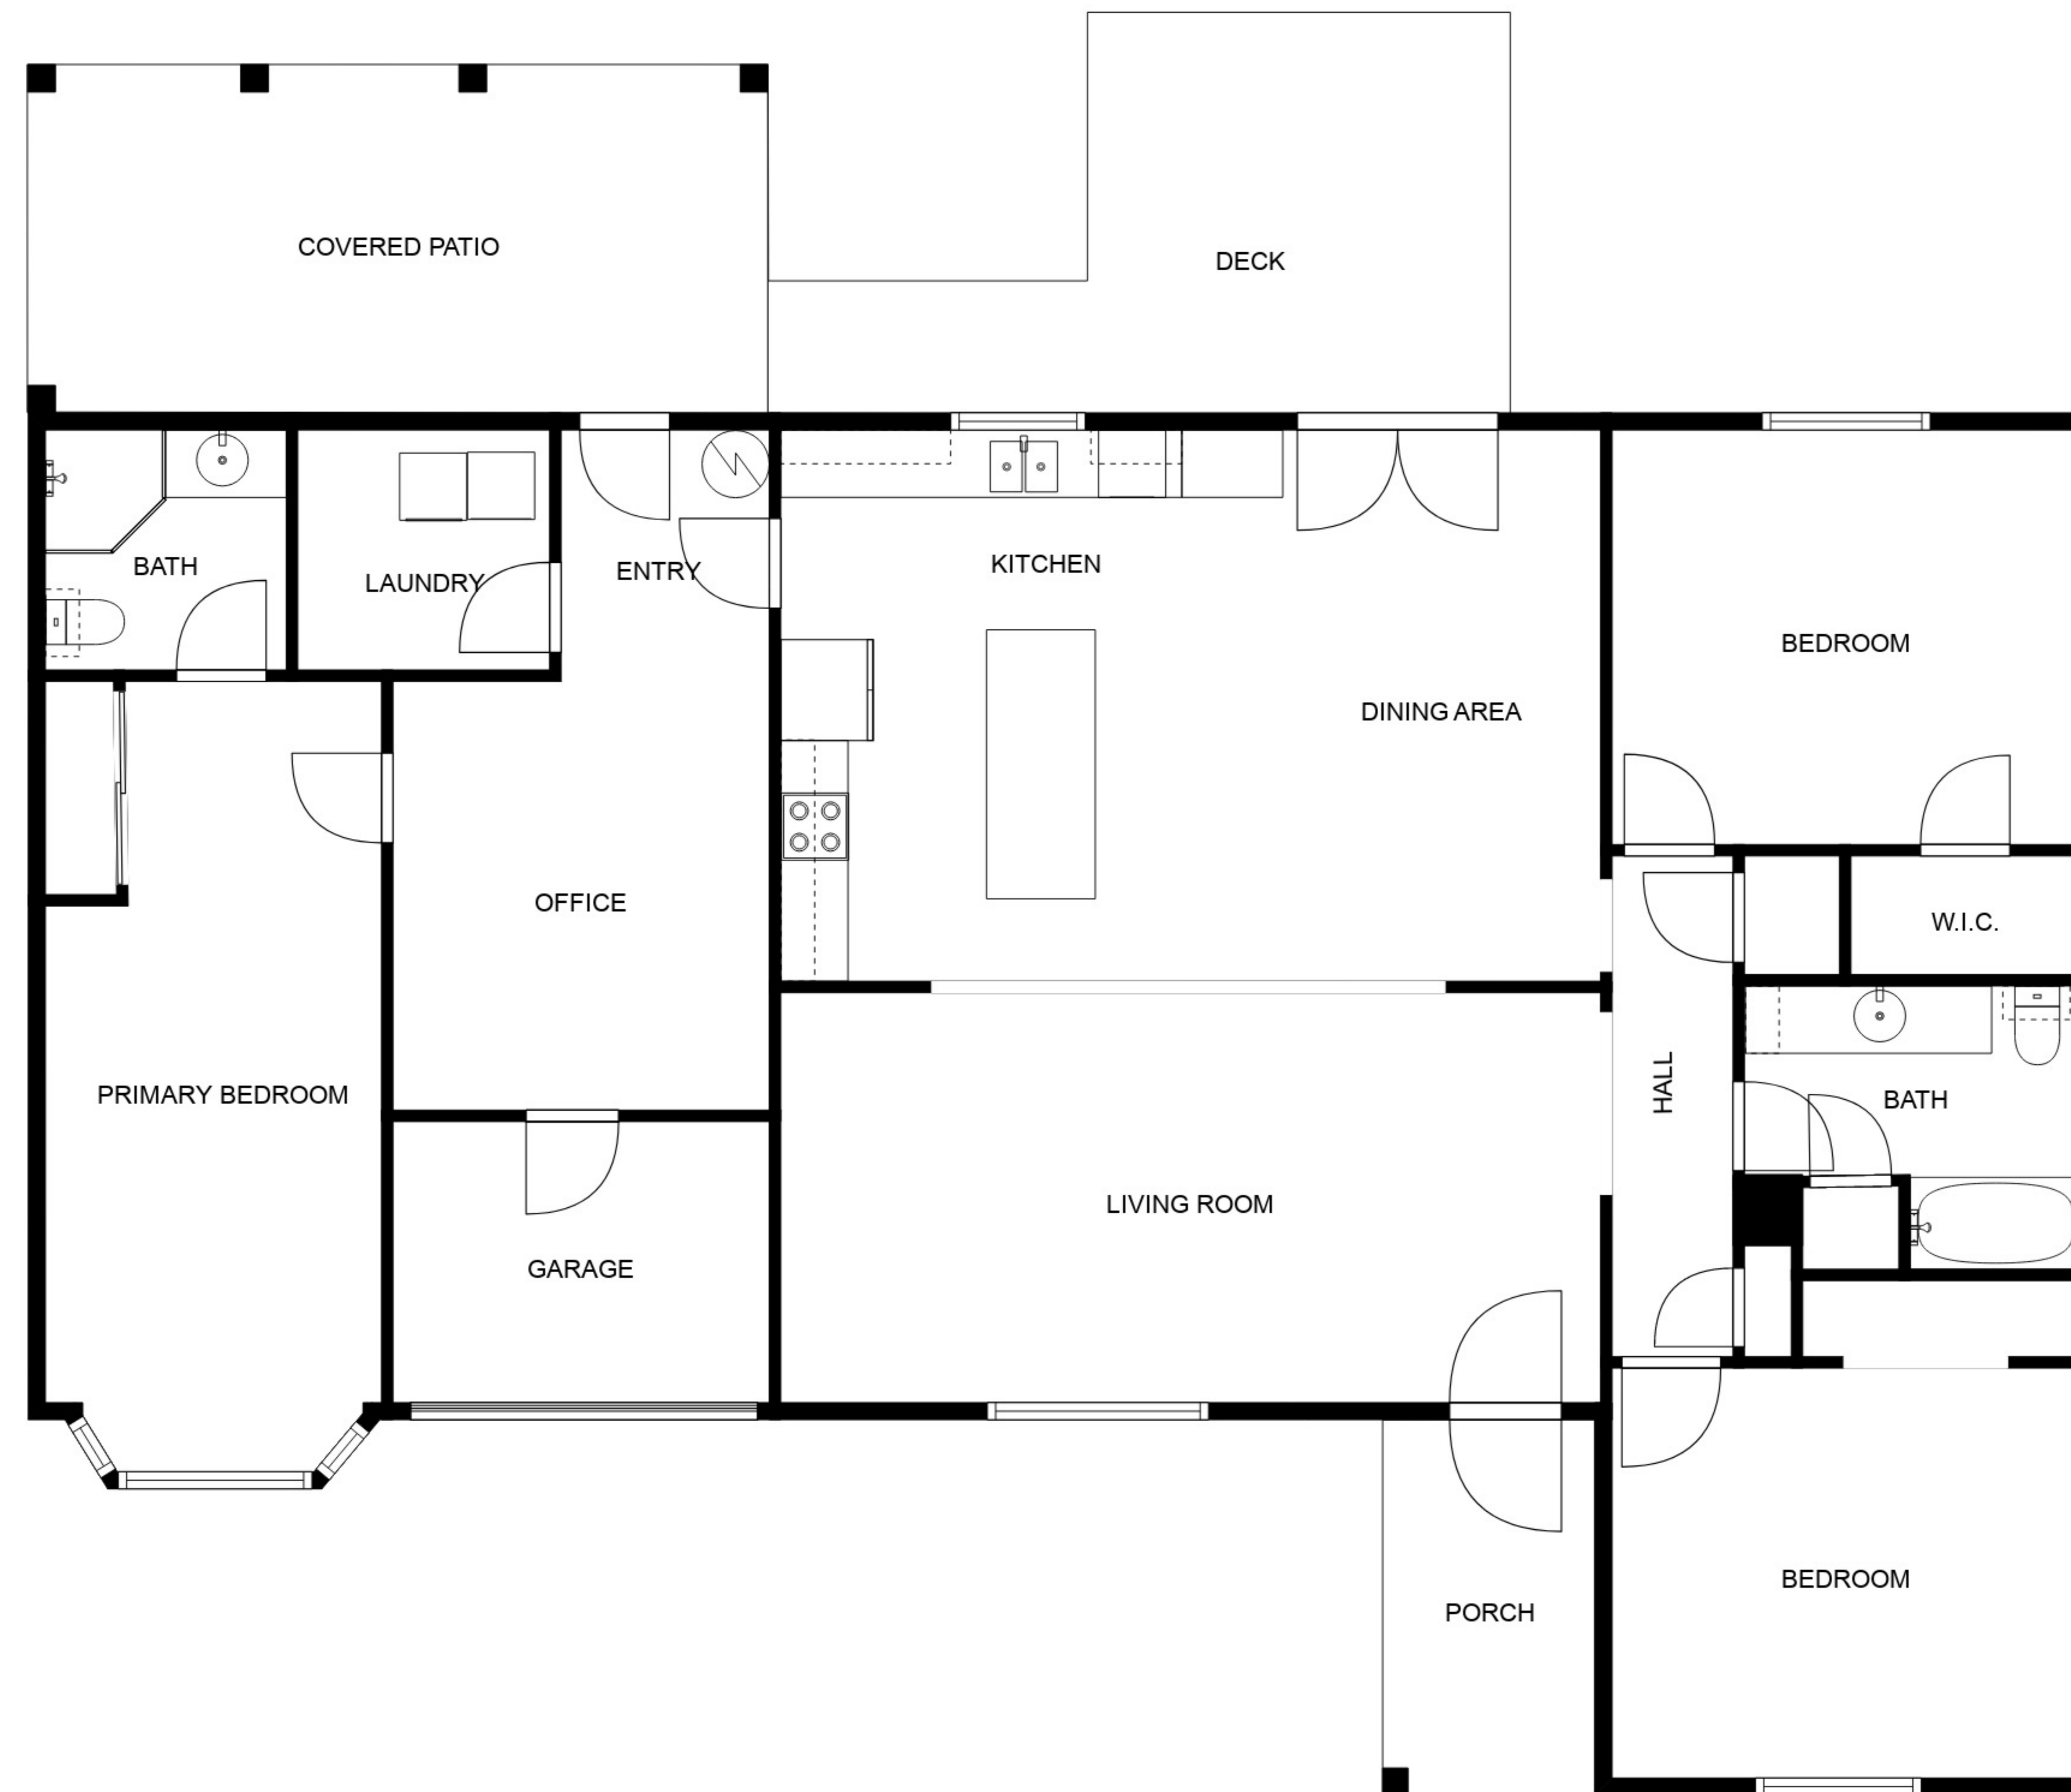 COVERED PATIO
DECK
BATH
LAUNDRY
ENTRY
KITCHEN
BEDROOM
DINING AREA
OFFICE
W.I.C.
PRIMARY BEDROOM
HALL
BATH
LIVING ROOM
GARAGE
BEDROOM
PORCH